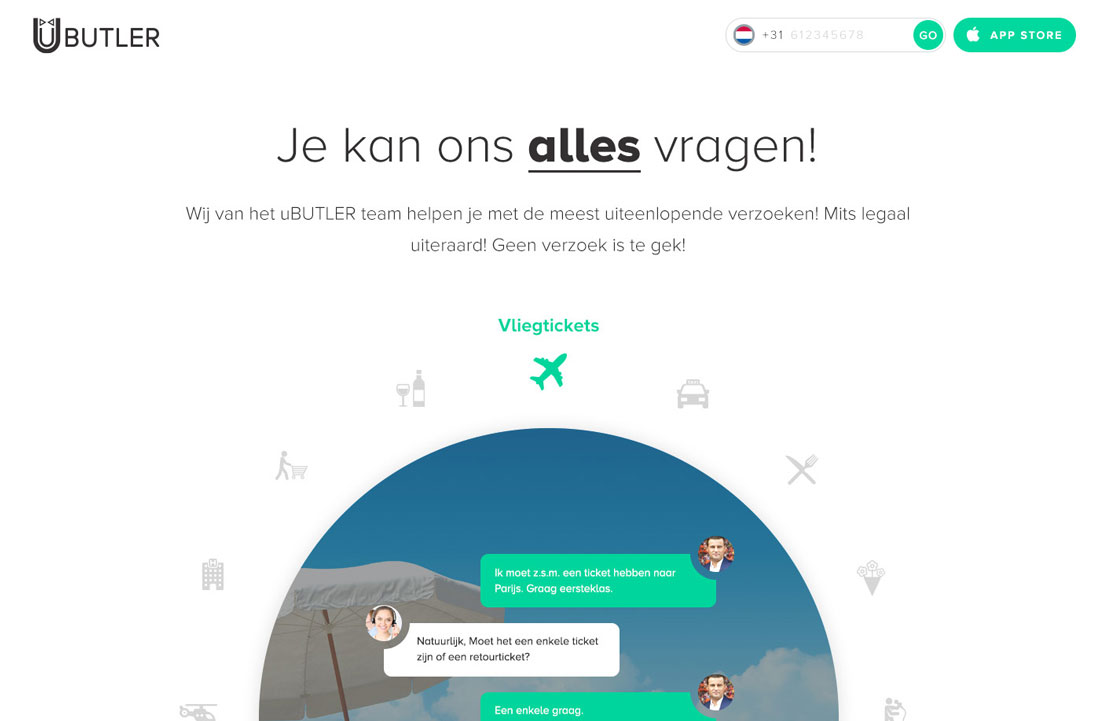 UBUTLER
+31 612345678 GO APP STORE
Je kan ons alles vragen!
Wij van het uBUTLER team helpen je met de meest uiteenlopende verzoeken! Mits legaal
uiteraard! Geen verzoek is te gek!
Vliegtickets
Ik moet z.s.m. een ticket hebben naar
Parijs. Graag eersteklas.
Natuurlijk, Moet het een enkele ticket
zijn of een retourticket?
Een enkele graag.